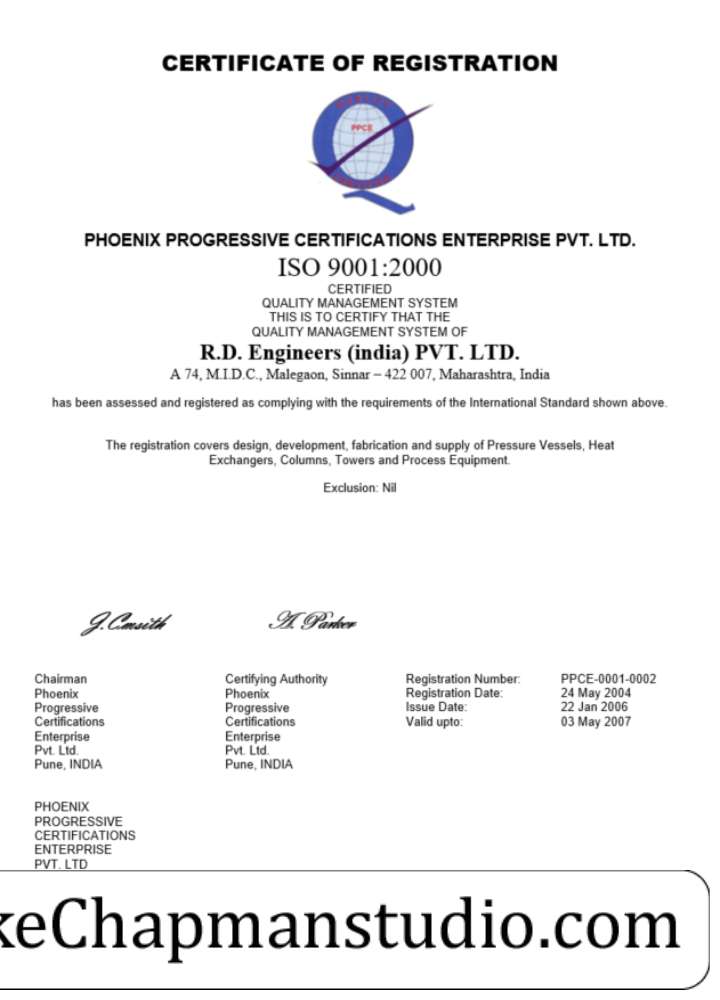 CERTIFICATE OF REGISTRATION
QUALITY
PPCE
PHOENIX PROGRESSIVE CERTIFICATIONS ENTERPRISE PVT. LTD.
ISO 9001:2000
CERTIFIED
QUALITY MANAGEMENT SYSTEM
THIS IS TO CERTIFY THAT THE
QUALITY MANAGEMENT SYSTEM OF
R.D. Engineers (india) PVT. LTD.
A 74, M.I.D.C., Malegaon, Sinnar – 422 007, Maharashtra, India
has been assessed and registered as complying with the requirements of the International Standard shown above.
The registration covers design, development, fabrication and supply of Pressure Vessels, Heat
Exchangers, Columns, Towers and Process Equipment.
Exclusion: Nil
J. Cmsith
A. Parker
Chairman
Phoenix
Progressive
Certifications
Enterprise
Pvt. Ltd.
Pune, INDIA
Certifying Authority
Phoenix
Progressive
Certifications
Enterprise
Pvt. Ltd.
Pune, INDIA
Registration Number: PPCE-0001-0002
Registration Date: 24 May 2004
Issue Date: 22 Jan 2006
Valid upto: 03 May 2007
PHOENIX
PROGRESSIVE
CERTIFICATIONS
ENTERPRISE
PVT. LTD
keChapmanstudio.com